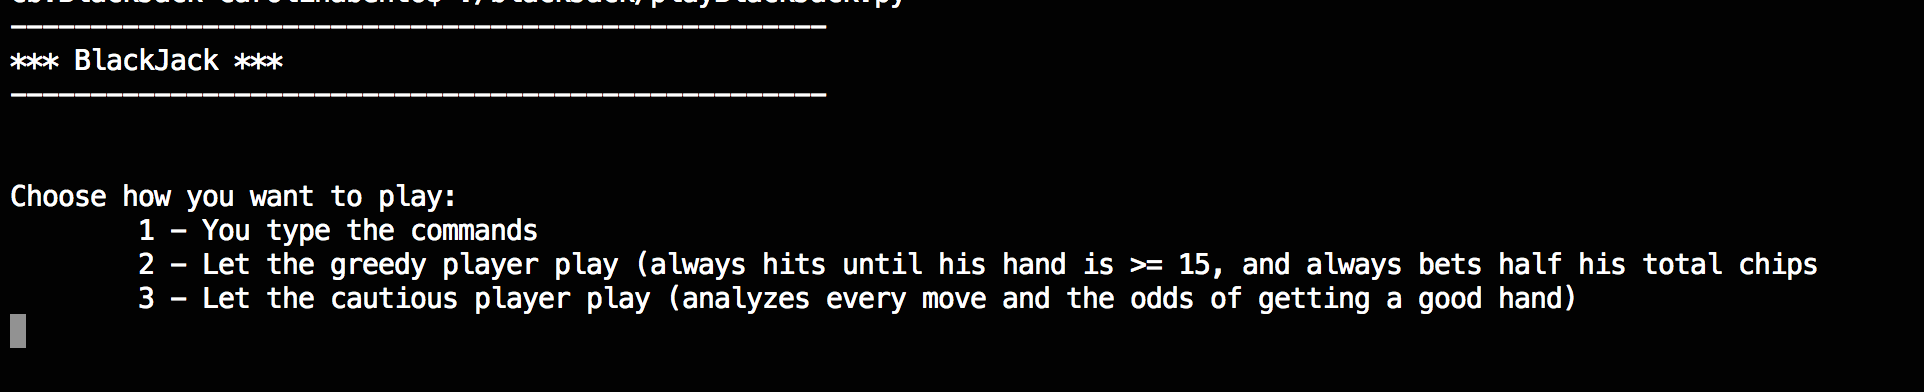 ----------------------------------------------------
*** BlackJack ***
----------------------------------------------------
Choose how you want to play:
1 - You type the commands
2 - Let the greedy player play (always hits until his hand is >= 15, and always bets half his total chips
3 - Let the cautious player play (analyzes every move and the odds of getting a good hand)